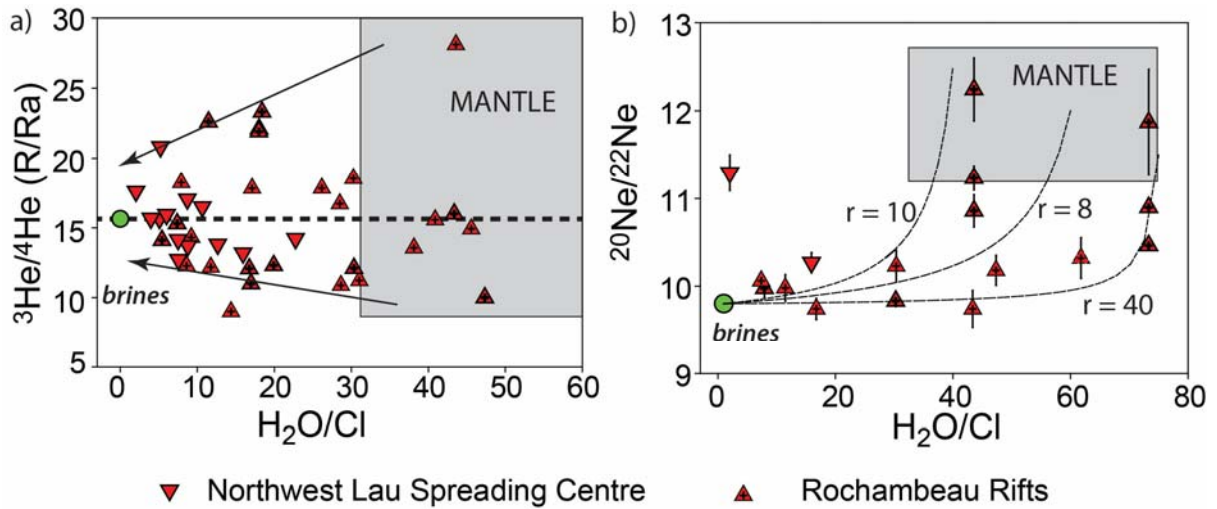 a)
30
25
20
15
10
5
³He/⁴He (R/Ra)
MANTLE
brines
0 10 20 30 40 50 60
H₂O/Cl
b)
13
12
11
10
9
²⁰Ne/²²Ne
MANTLE
r = 10
r = 8
r = 40
brines
0 20 40 60 80
H₂O/Cl
Northwest Lau Spreading Centre
Rochambeau Rifts